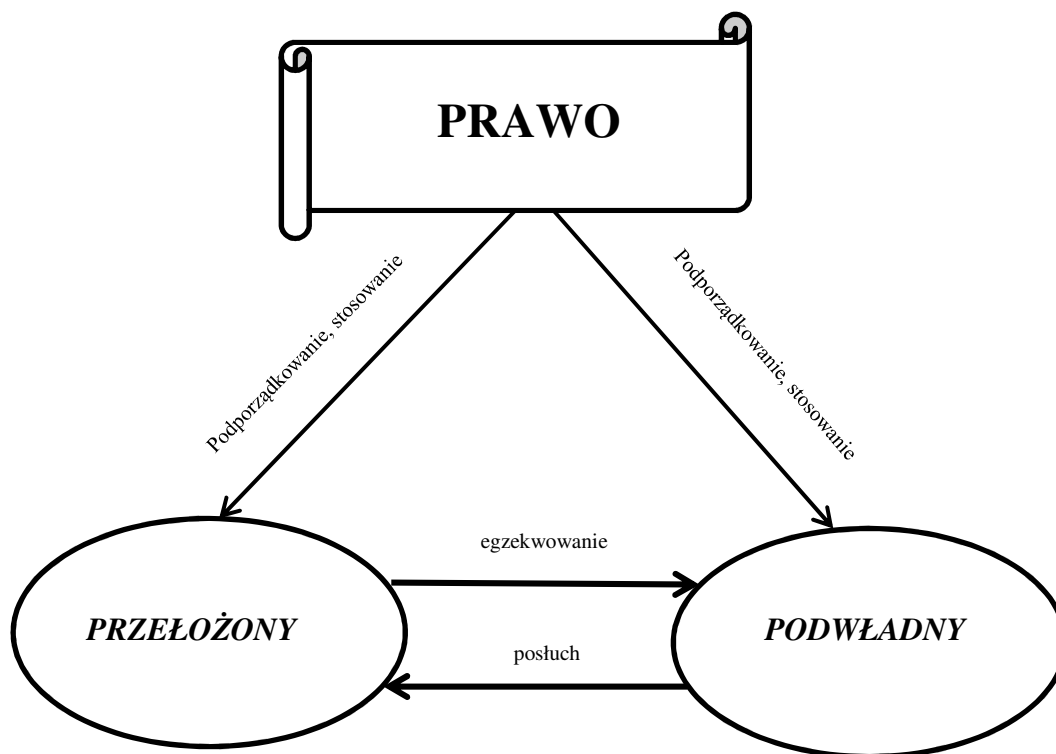 PRAWO
Podporządkowanie, stosowanie
Podporządkowanie, stosowanie
egzekwowanie
PRZEŁOŻONY
PODWŁADNY
posłuch